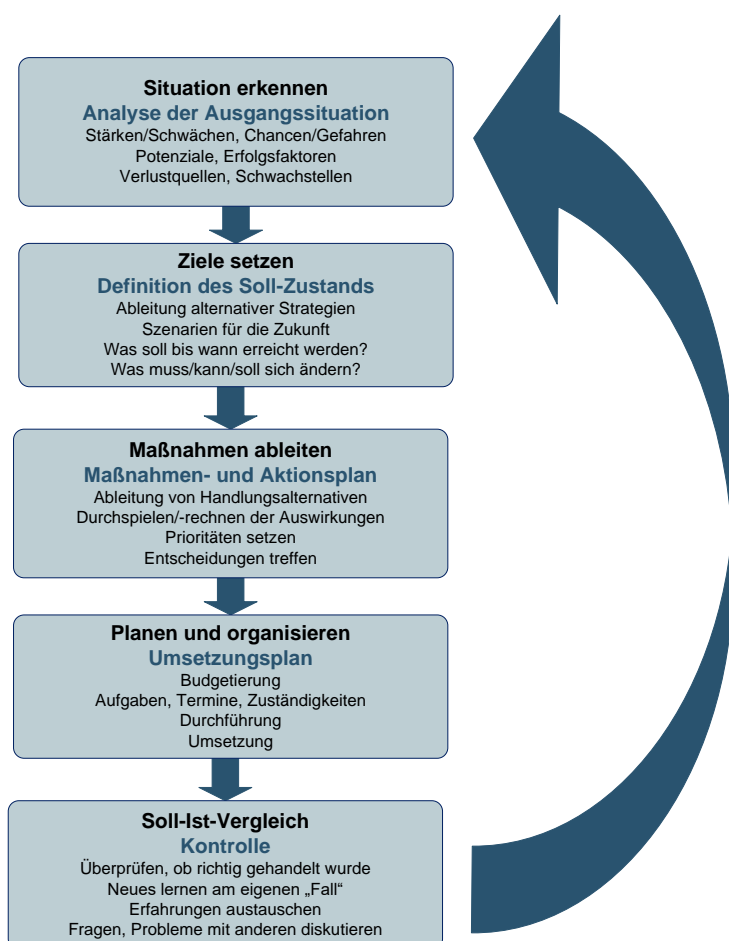 Situation erkennen
Analyse der Ausgangssituation
Stärken/Schwächen, Chancen/Gefahren
Potenziale, Erfolgsfaktoren
Verlustquellen, Schwachstellen
Ziele setzen
Definition des Soll-Zustands
Ableitung alternativer Strategien
Szenarien für die Zukunft
Was soll bis wann erreicht werden?
Was muss/kann/soll sich ändern?
Maßnahmen ableiten
Maßnahmen- und Aktionsplan
Ableitung von Handlungsalternativen
Durchspielen/-rechnen der Auswirkungen
Prioritäten setzen
Entscheidungen treffen
Planen und organisieren
Umsetzungsplan
Budgetierung
Aufgaben, Termine, Zuständigkeiten
Durchführung
Umsetzung
Soll-Ist-Vergleich
Kontrolle
Überprüfen, ob richtig gehandelt wurde
Neues lernen am eigenen „Fall“
Erfahrungen austauschen
Fragen, Probleme mit anderen diskutieren